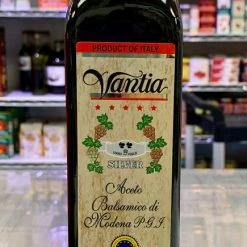 PRODUCT OF ITALY
Vantia
SILVER
Aceto
Balsamico di
Modena P.G.I.